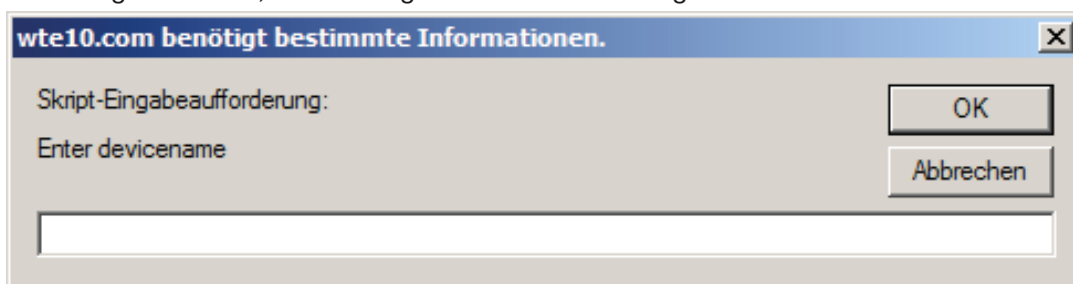 wte10.com benötigt bestimmte Informationen.
Skript-Eingabeaufforderung:
OK
Enter devicename
Abbrechen